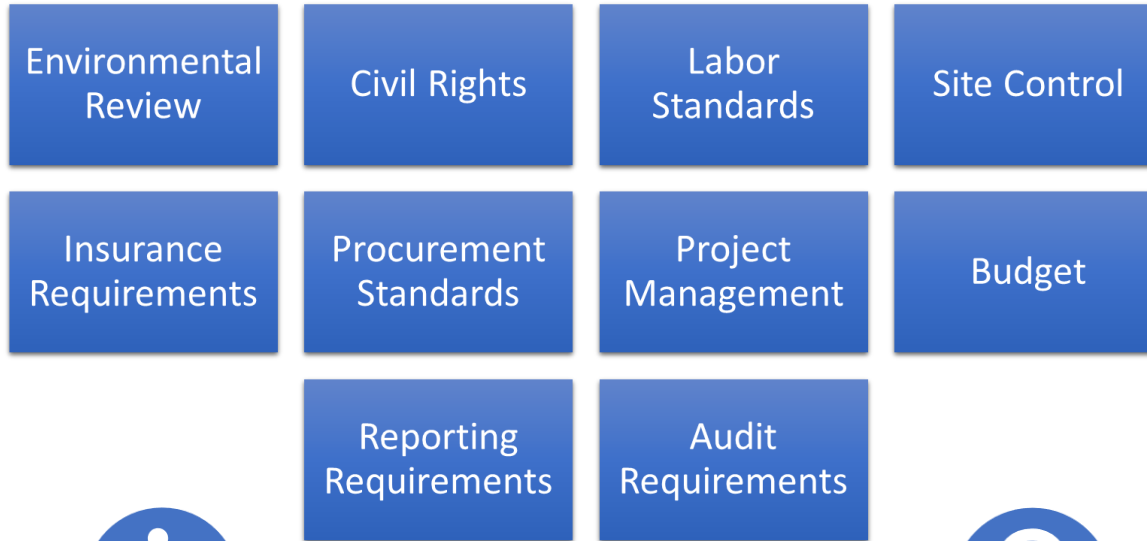 Environmental
Review
Civil Rights
Labor
Standards
Site Control
Insurance
Requirements
Procurement
Standards
Project
Management
Budget
Reporting
Requirements
Audit
Requirements